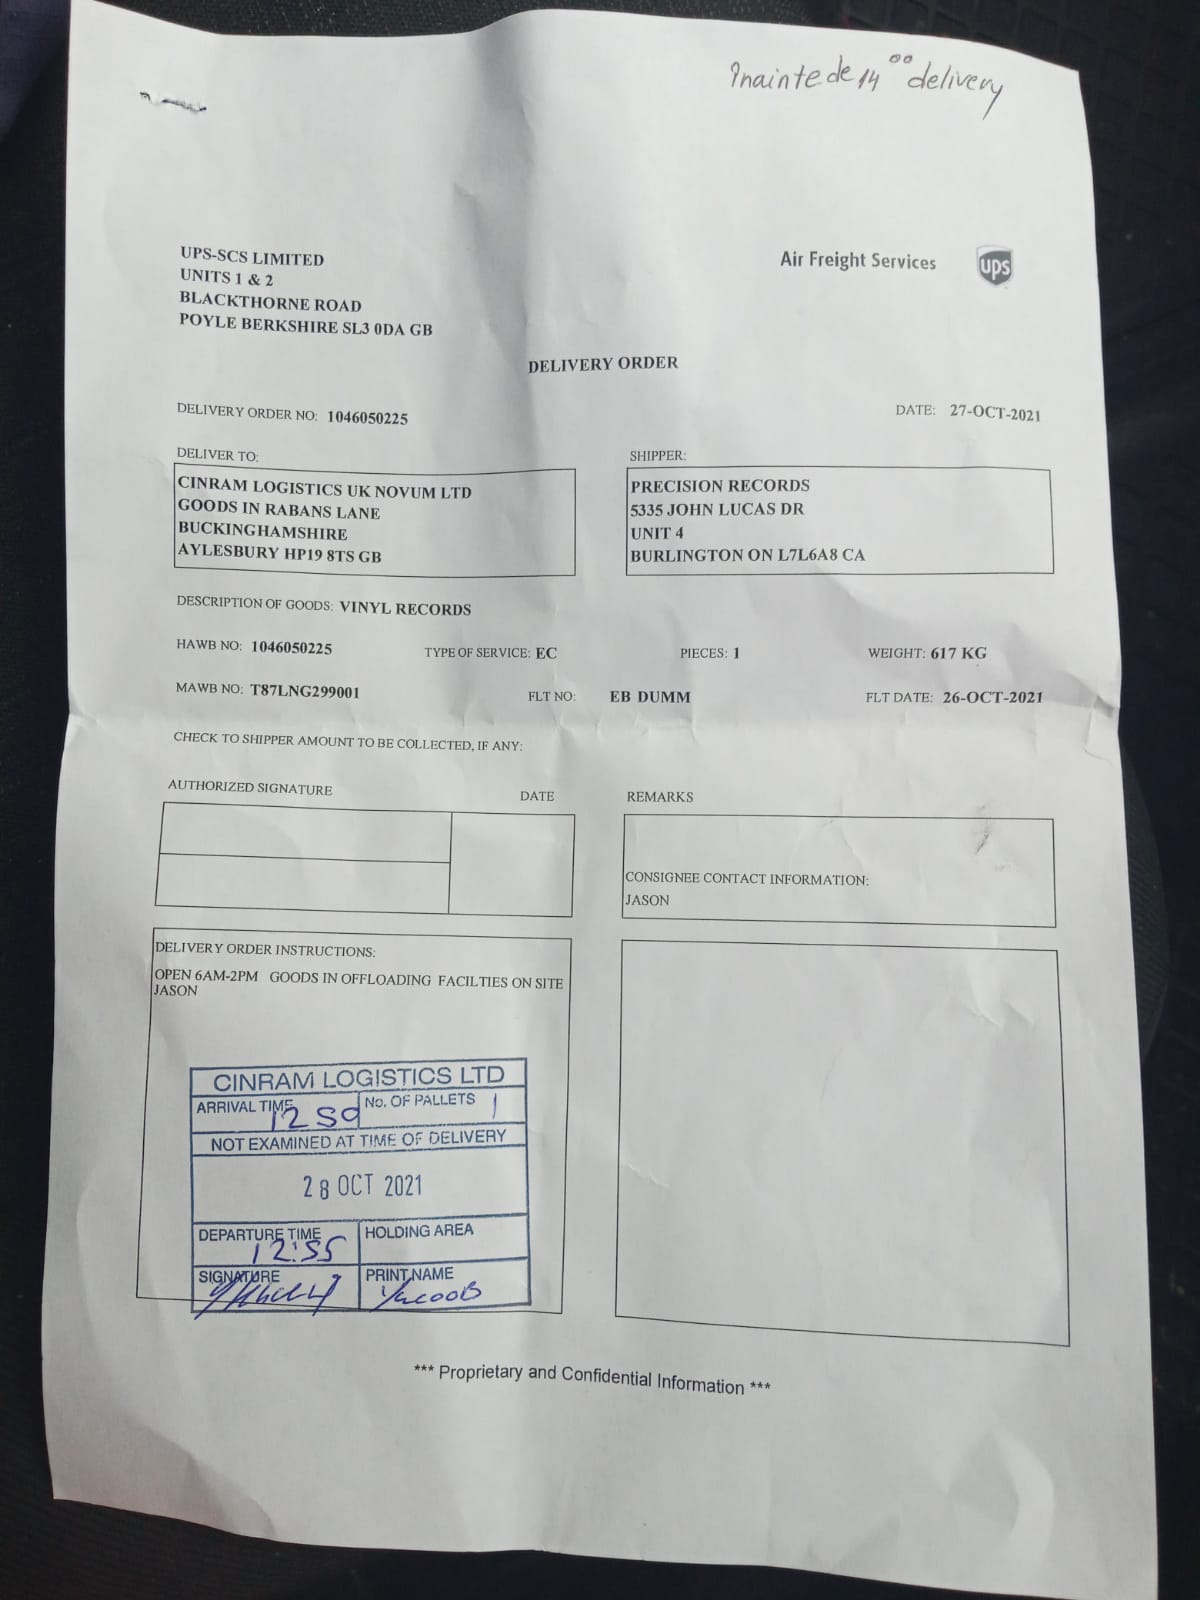 Inainte de 14 00 delivery
UPS-SCS LIMITED
UNITS 1 & 2
BLACKTHORNE ROAD
POYLE BERKSHIRE SL3 0DA GB
Air Freight Services
ups
DELIVERY ORDER
DELIVERY ORDER NO: 1046050225
DATE: 27-OCT-2021
DELIVER TO:
CINRAM LOGISTICS UK NOVUM LTD
GOODS IN RABANS LANE
BUCKINGHAMSHIRE
AYLESBURY HP19 8TS GB
SHIPPER:
PRECISION RECORDS
5335 JOHN LUCAS DR
UNIT 4
BURLINGTON ON L7L6A8 CA
DESCRIPTION OF GOODS: VINYL RECORDS
HAWB NO: 1046050225 TYPE OF SERVICE: EC PIECES: 1 WEIGHT: 617 KG
MAWB NO: T87LNG299001 FLT NO: EB DUMM FLT DATE: 26-OCT-2021
CHECK TO SHIPPER AMOUNT TO BE COLLECTED, IF ANY:
AUTHORIZED SIGNATURE DATE
REMARKS
CONSIGNEE CONTACT INFORMATION:
JASON
DELIVERY ORDER INSTRUCTIONS:
OPEN 6AM-2PM GOODS IN OFFLOADING FACILTIES ON SITE
JASON
CINRAM LOGISTICS LTD
ARRIVAL TIME 12 50 No. OF PALLETS 1
NOT EXAMINED AT TIME OF DELIVERY
28 OCT 2021
DEPARTURE TIME 12:55 HOLDING AREA
SIGNATURE PRINT NAME
*** Proprietary and Confidential Information ***